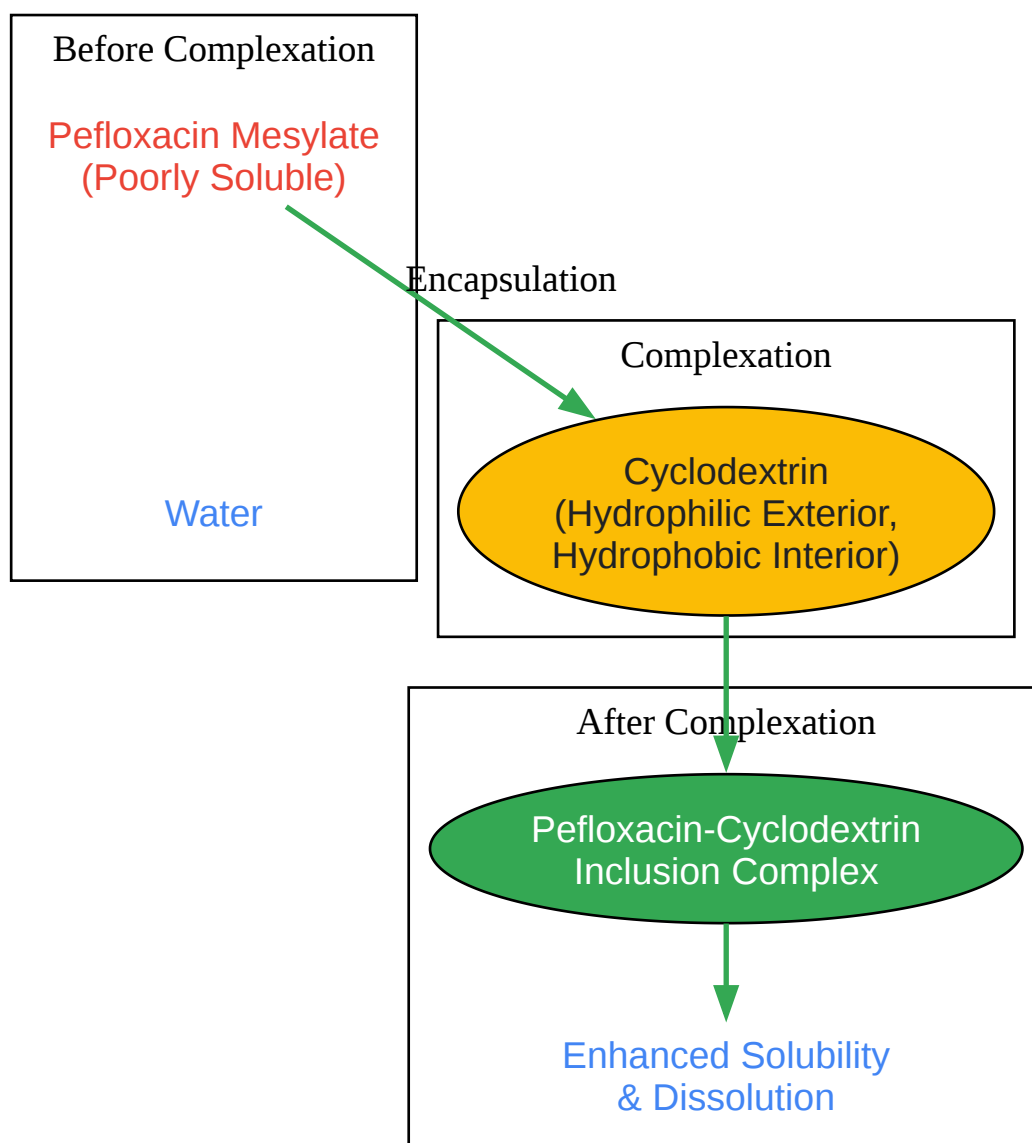 Before Complexation
Pefloxacin Mesylate
(Poorly Soluble)
Encapsulation
Water
Complexation
Cyclodextrin
(Hydrophilic Exterior,
Hydrophobic Interior)
After Complexation
Pefloxacin-Cyclodextrin
Inclusion Complex
Enhanced Solubility
& Dissolution